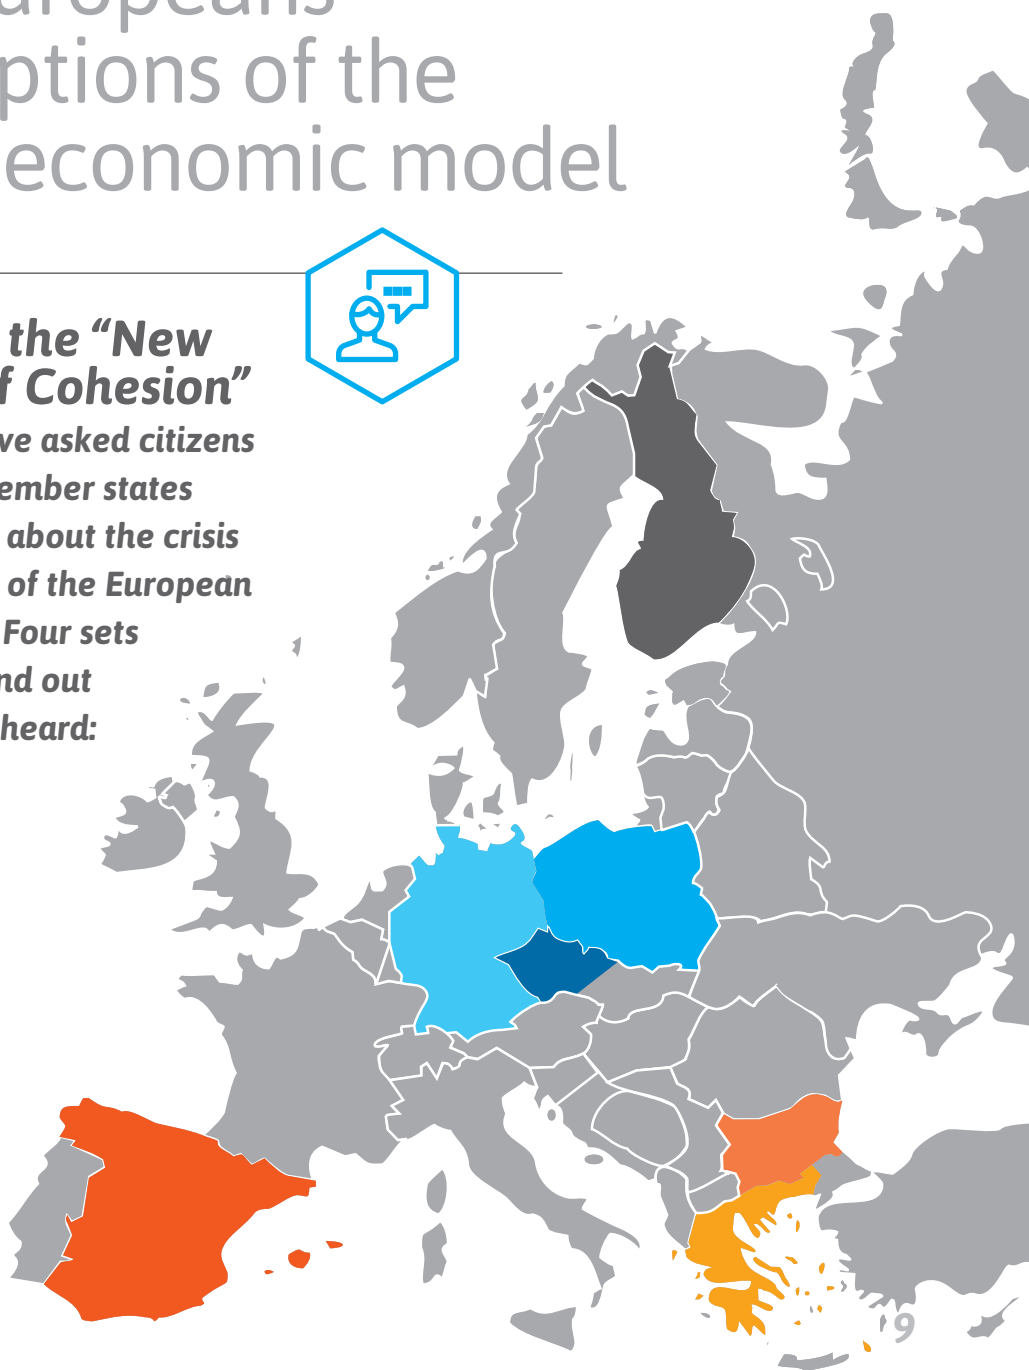 uropeans
ptions of the
economic model
the “New
f Cohesion”
ve asked citizens
ember states
about the crisis
of the European
Four sets
nd out
heard:
9